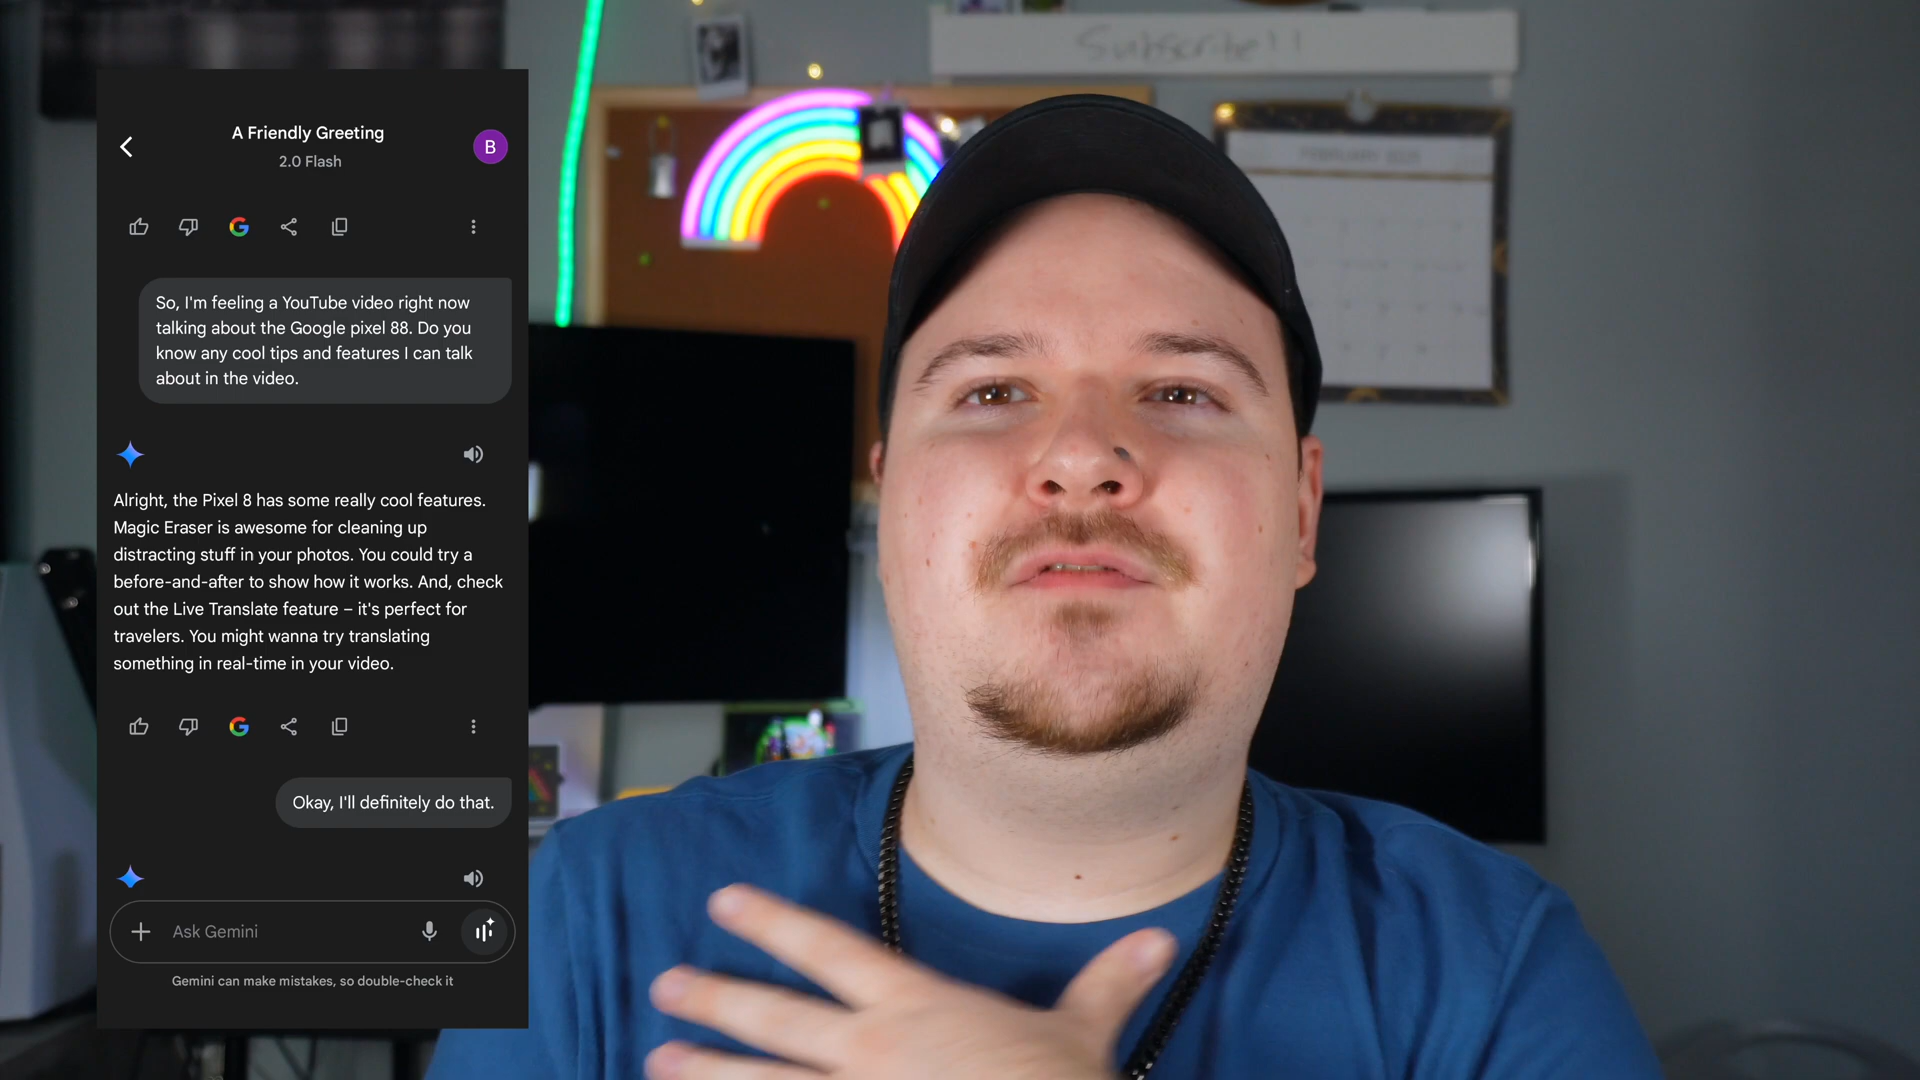 Subscribe!!
FEBRUARY 2025
A Friendly Greeting
2.0 Flash
B
So, I'm feeling a YouTube video right now
talking about the Google pixel 88. Do you
know any cool tips and features I can talk
about in the video.
Alright, the Pixel 8 has some really cool features.
Magic Eraser is awesome for cleaning up
distracting stuff in your photos. You could try a
before-and-after to show how it works. And, check
out the Live Translate feature – it's perfect for
travelers. You might wanna try translating
something in real-time in your video.
Okay, I'll definitely do that.
Ask Gemini
Gemini can make mistakes, so double-check it